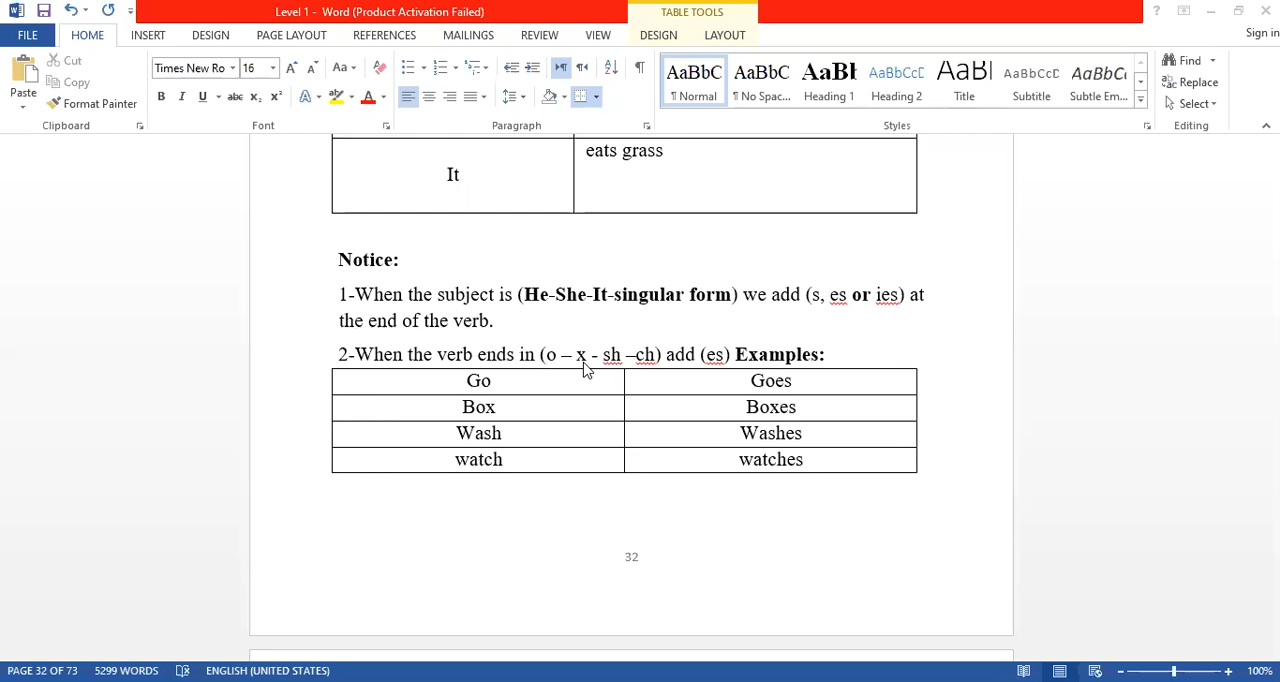 Level 1 - Word (Product Activation Failed)
TABLE TOOLS
FILE HOME INSERT DESIGN PAGE LAYOUT REFERENCES MAILINGS REVIEW VIEW DESIGN LAYOUT Sign in
Paste
Cut
Copy
Format Painter
Clipboard
Times New Ro 16
Font
Paragraph
AaBbC AaBbC AaBbl AaBbCcD AaBl AaBbCcD AaBbCc
¶ Normal ¶ No Spac... Heading 1 Heading 2 Title Subtitle Subtle Em...
Styles
Find
Replace
Select
Editing
eats grass
It
Notice:
1-When the subject is (He-She-It-singular form) we add (s, es or ies) at
the end of the verb.
2-When the verb ends in (o – x - sh –ch) add (es) Examples:
Go Goes
Box Boxes
Wash Washes
watch watches
32
PAGE 32 OF 73 5299 WORDS ENGLISH (UNITED STATES) 100%